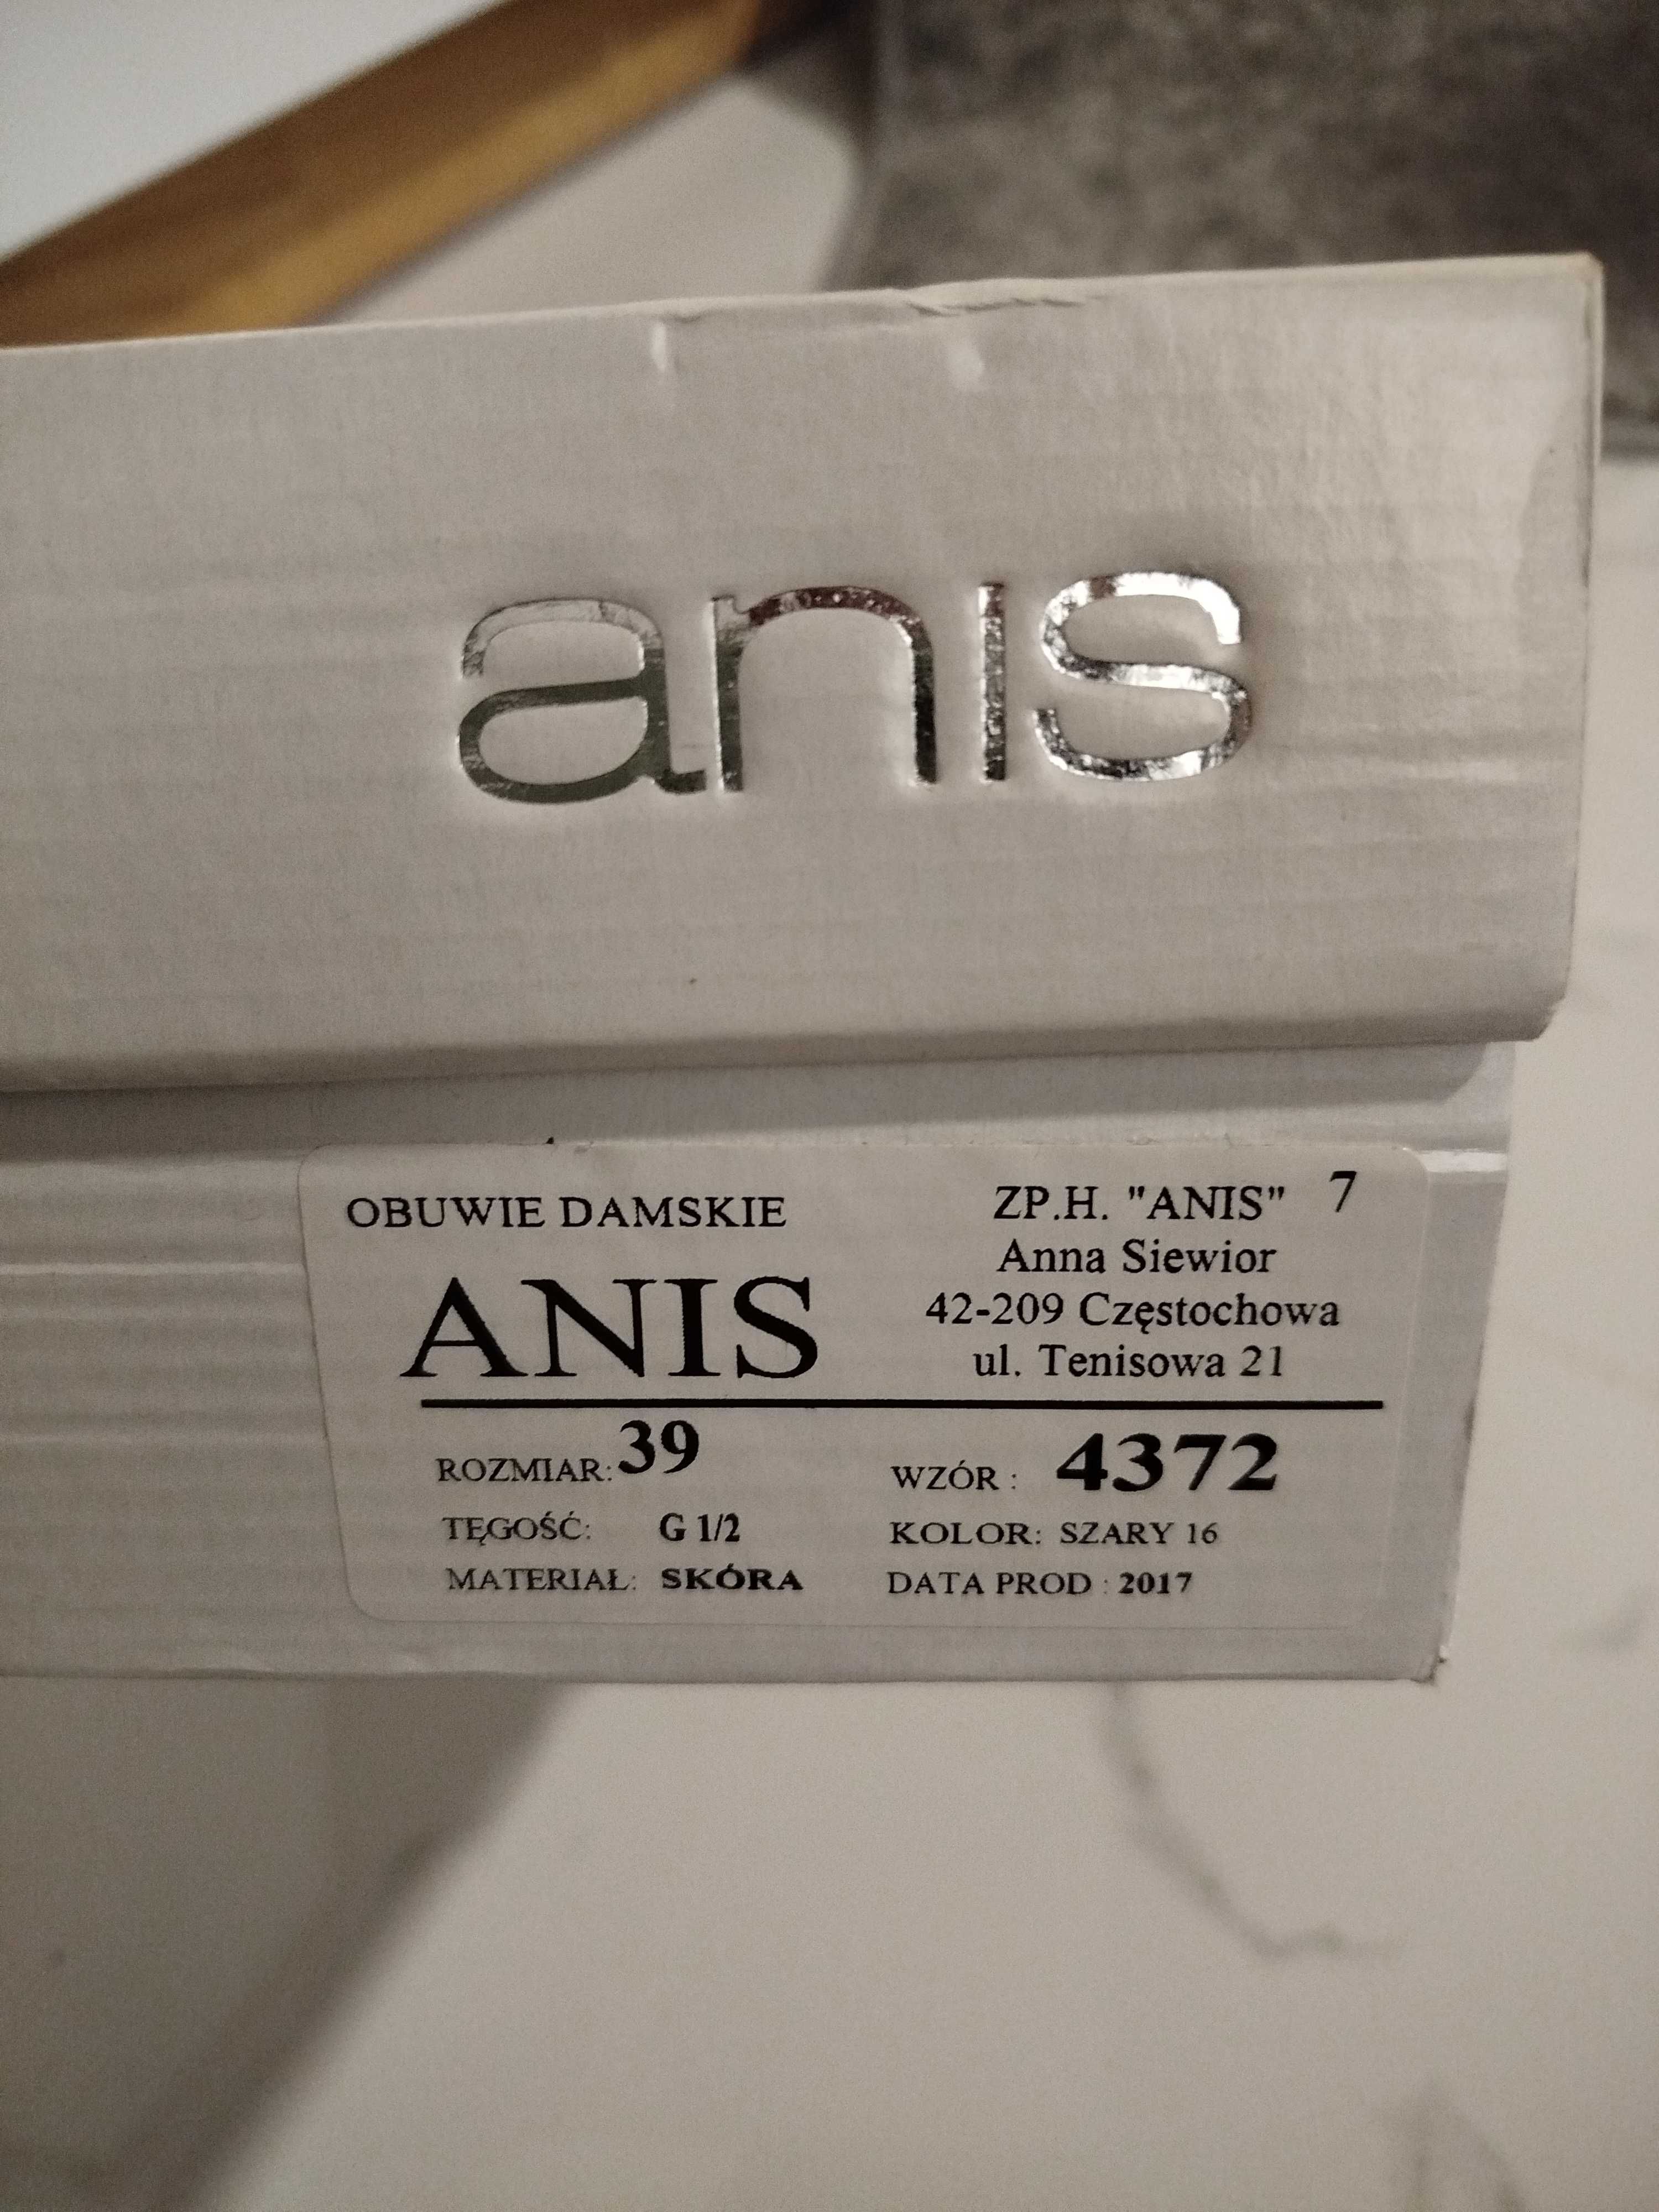 anis
OBUWIE DAMSKIE
ANIS
ZP.H. "ANIS" 7
Anna Siewior
42-209 Częstochowa
ul. Tenisowa 21
ROZMIAR: 39
WZÓR : 4372
TĘGOŚĆ: G 1/2
KOLOR: SZARY 16
MATERIAŁ: SKÓRA
DATA PROD : 2017